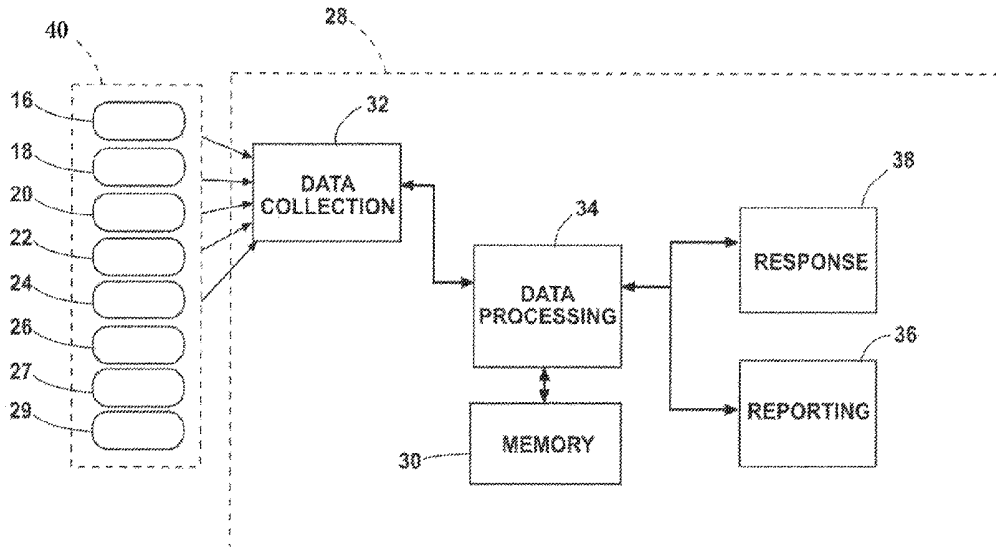 40
28
16
18
20
22
24
26
27
29
32
DATA
COLLECTION
34
DATA
PROCESSING
30
MEMORY
38
RESPONSE
36
REPORTING